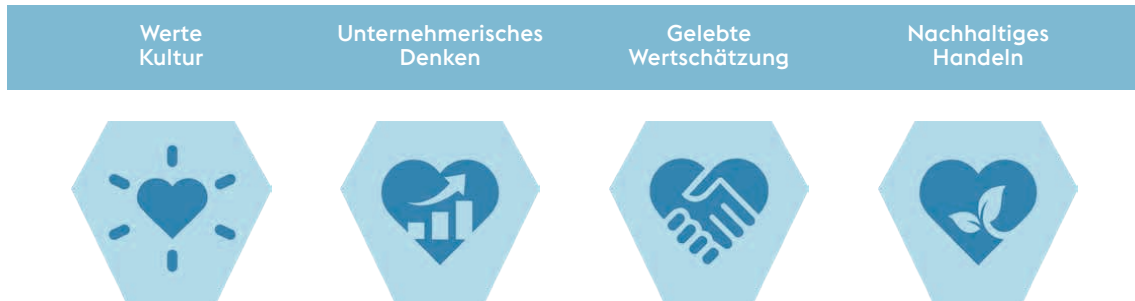 Werte
Kultur
Unternehmerisches
Denken
Gelebte
Wertschätzung
Nachhaltiges
Handeln